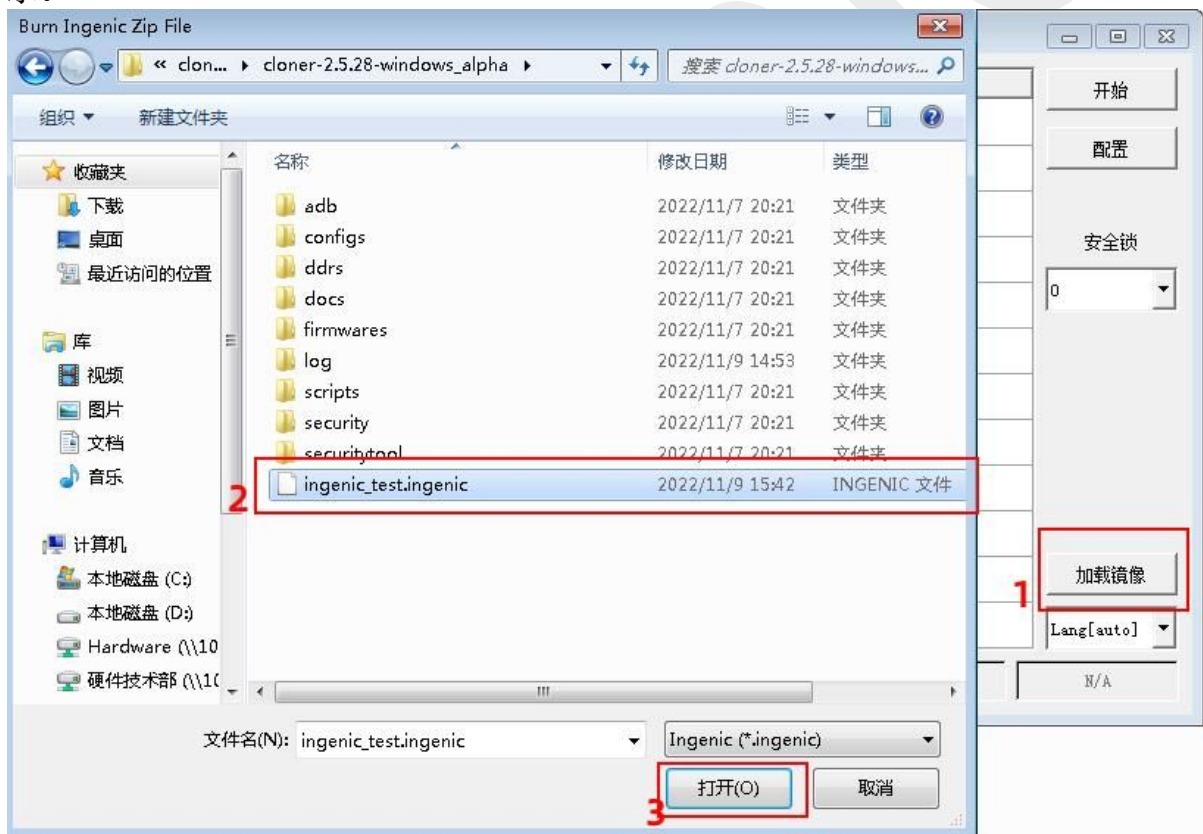 Burn Ingenic Zip File
« clon... ▸ cloner-2.5.28-windows_alpha ▸
搜索 cloner-2.5.28-windows...
组织 新建文件夹
名称 修改日期 类型
收藏夹
下载
桌面
最近访问的位置
库
视频
图片
文档
音乐
计算机
本地磁盘 (C:)
本地磁盘 (D:)
Hardware (\\10
硬件技术部 (\\10
adb 2022/11/7 20:21 文件夹
configs 2022/11/7 20:21 文件夹
ddrs 2022/11/7 20:21 文件夹
docs 2022/11/7 20:21 文件夹
firmwares 2022/11/7 20:21 文件夹
log 2022/11/9 14:53 文件夹
scripts 2022/11/7 20:21 文件夹
security 2022/11/7 20:21 文件夹
securitytool 2022/11/7 20:21 文件夹
2 ingenic_test.ingenic 2022/11/9 15:42 INGENIC 文件
文件名(N): ingenic_test.ingenic Ingenic (*.ingenic)
3 打开(O) 取消
开始
配置
安全锁
0
1 加载镜像
Lang[auto]
N/A